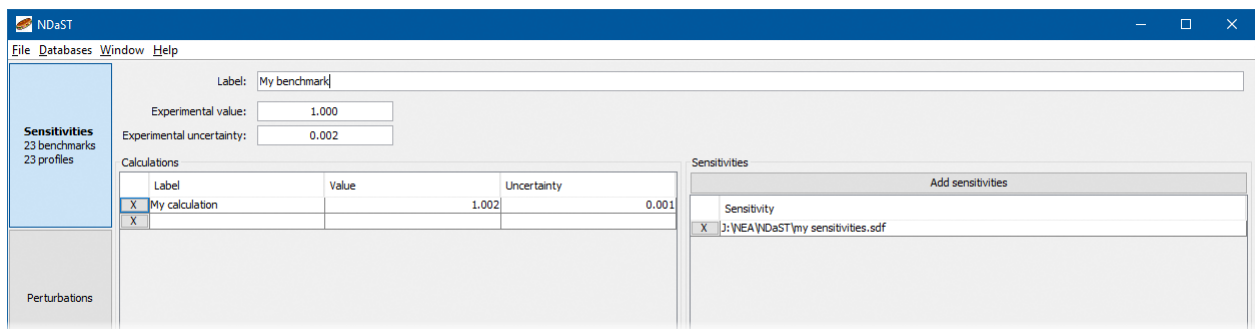 NDaST
File Databases Window Help
Label: My benchmark
Experimental value: 1.000
Sensitivities
23 benchmarks
23 profiles
Experimental uncertainty: 0.002
Calculations
Label Value Uncertainty
X My calculation 1.002 0.001
X
Sensitivities
Add sensitivities
Sensitivity
X J:\NEA\NDaST\my sensitivities.sdf
Perturbations